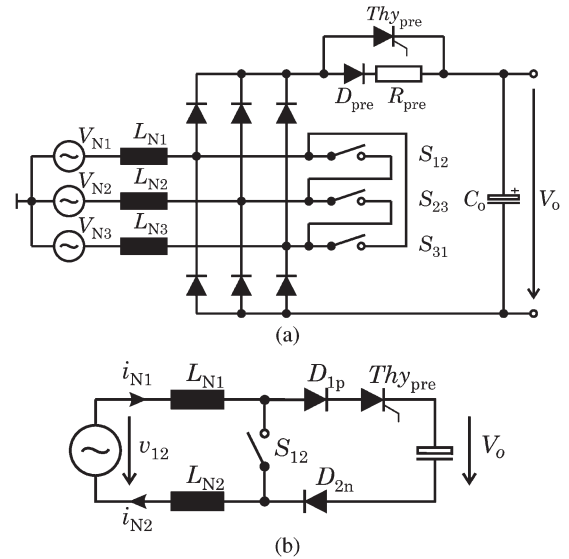 Thy_pre
D_pre R_pre
V_N1 L_N1
S_12
V_N2 L_N2
S_23 C_o + V_o
V_N3 L_N3
S_31
(a)
i_N1 L_N1 D_1p Thy_pre
v_12 S_12 V_o
L_N2 D_2n
i_N2
(b)